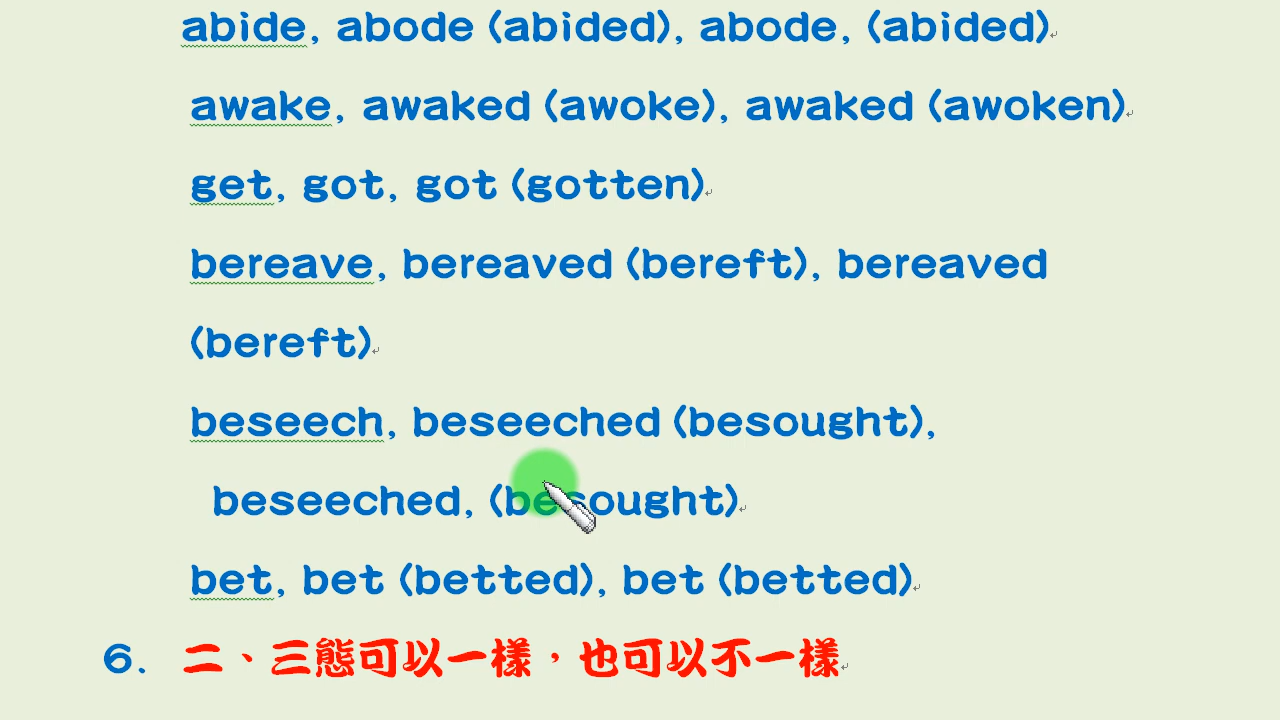 abide, abode (abided), abode, (abided)
awake, awaked (awoke), awaked (awoken)
get, got, got (gotten)
bereave, bereaved (bereft), bereaved
(bereft)
beseech, beseeched (besought),
beseeched, (besought)
bet, bet (betted), bet (betted)
6. 二、三態可以一樣，也可以不一樣